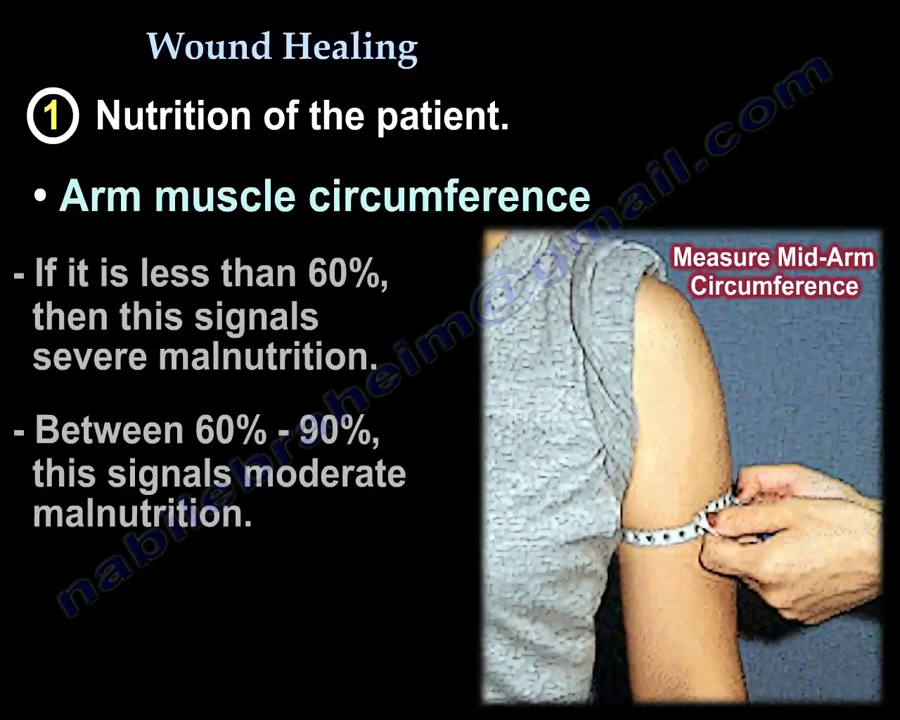 Wound Healing
1 Nutrition of the patient.
• Arm muscle circumference
- If it is less than 60%,
then this signals
severe malnutrition.
- Between 60% - 90%,
this signals moderate
malnutrition.
Measure Mid-Arm
Circumference
nabilebraheim@gmail.com